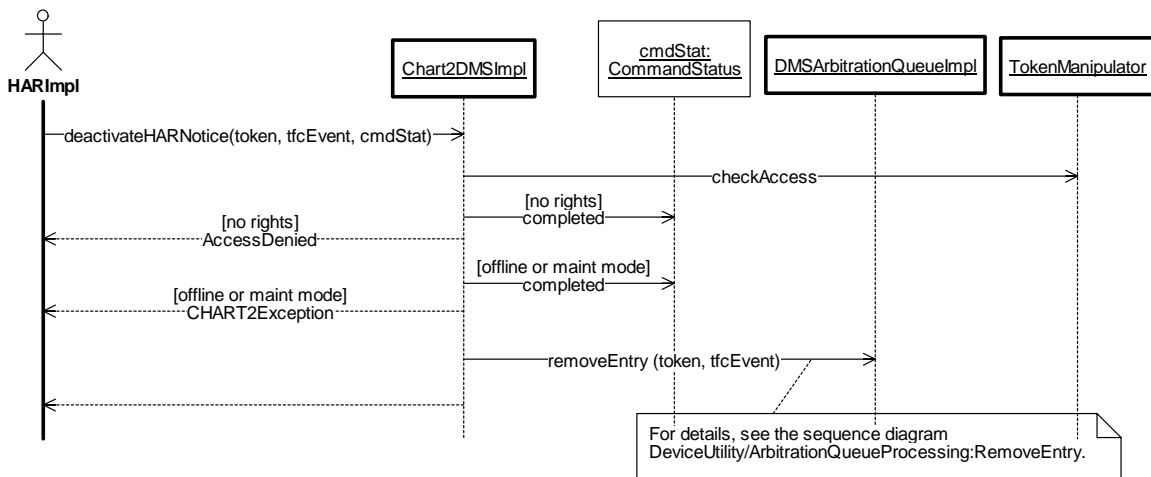 HARImpl
Chart2DMSImpl
cmdStat:
CommandStatus
DMSArbitrationQueueImpl
TokenManipulator
deactivateHARNotice(token, tfcEvent, cmdStat)
checkAccess
[no rights]
completed
[no rights]
AccessDenied
[offline or maint mode]
completed
[offline or maint mode]
CHART2Exception
removeEntry (token, tfcEvent)
For details, see the sequence diagram
DeviceUtility/ArbitrationQueueProcessing:RemoveEntry.